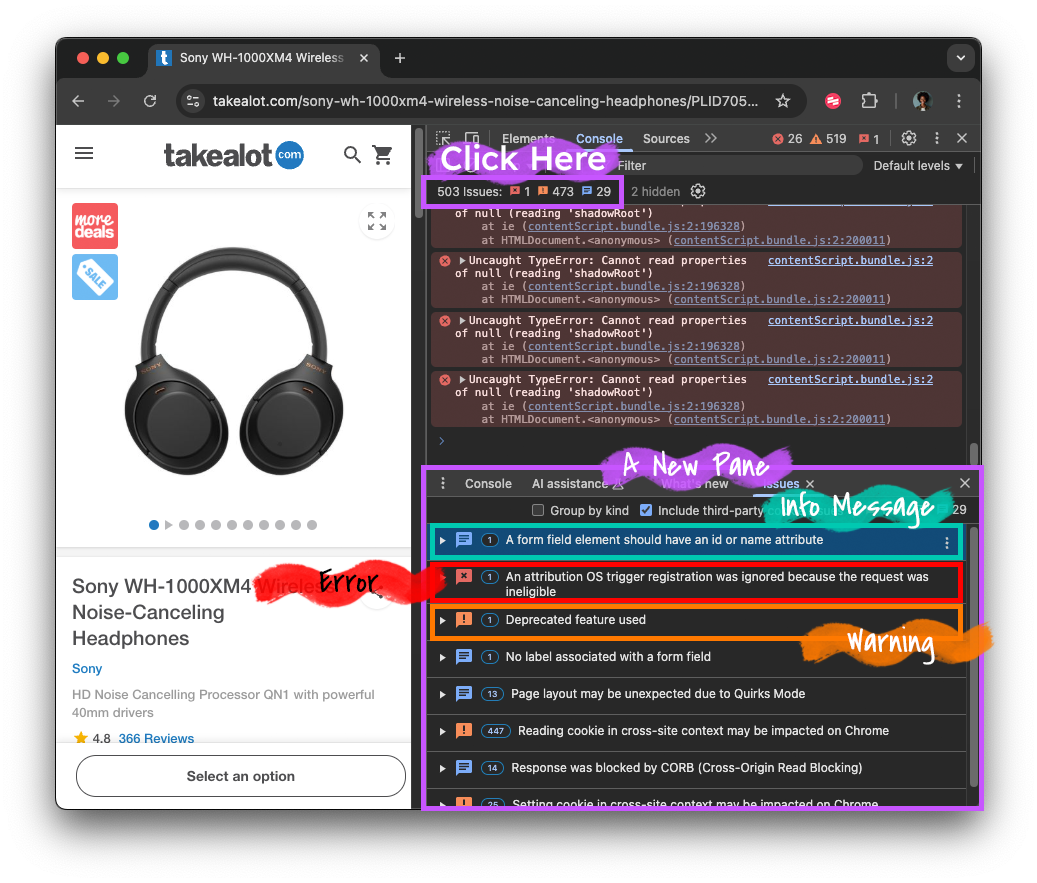 Sony WH-1000XM4 Wireless
takealot.com/sony-wh-1000xm4-wireless-noise-canceling-headphones/PLID705...
takealot com
more deals
SALE
SONY
SONY
Sony WH-1000XM4 Wireless
Noise-Canceling
Headphones
Sony
HD Noise Cancelling Processor QN1 with powerful
40mm drivers
4.8 366 Reviews
Select an option
Elements Console Sources 26 519 1
Click Here
Filter Default levels
503 Issues: 1 473 29 2 hidden
of null (reading 'shadowRoot')
at ie (contentScript.bundle.js:2:196328)
at HTMLDocument.<anonymous> (contentScript.bundle.js:2:200011)
Uncaught TypeError: Cannot read properties contentScript.bundle.js:2
of null (reading 'shadowRoot')
at ie (contentScript.bundle.js:2:196328)
at HTMLDocument.<anonymous> (contentScript.bundle.js:2:200011)
Uncaught TypeError: Cannot read properties contentScript.bundle.js:2
of null (reading 'shadowRoot')
at ie (contentScript.bundle.js:2:196328)
at HTMLDocument.<anonymous> (contentScript.bundle.js:2:200011)
Uncaught TypeError: Cannot read properties contentScript.bundle.js:2
of null (reading 'shadowRoot')
at ie (contentScript.bundle.js:2:196328)
at HTMLDocument.<anonymous> (contentScript.bundle.js:2:200011)
A New Pane
Console AI assistance What's new Issues
Info Message
Group by kind Include third-party 29
1 A form field element should have an id or name attribute
Error
1 An attribution OS trigger registration was ignored because the request was
ineligible
1 Deprecated feature used
Warning
1 No label associated with a form field
13 Page layout may be unexpected due to Quirks Mode
447 Reading cookie in cross-site context may be impacted on Chrome
14 Response was blocked by CORB (Cross-Origin Read Blocking)
25 Setting cookie in cross-site context may be impacted on Chrome